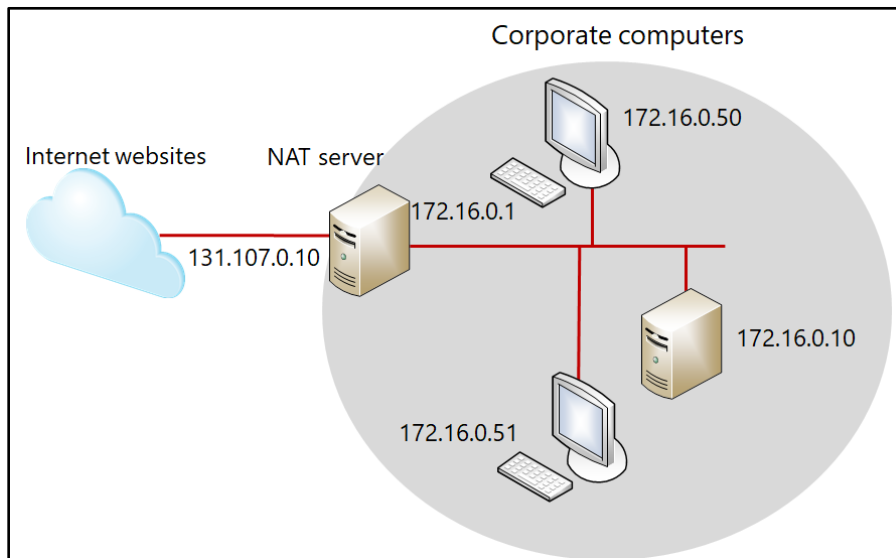 Corporate computers
172.16.0.50
Internet websites
NAT server
172.16.0.1
131.107.0.10
172.16.0.10
172.16.0.51